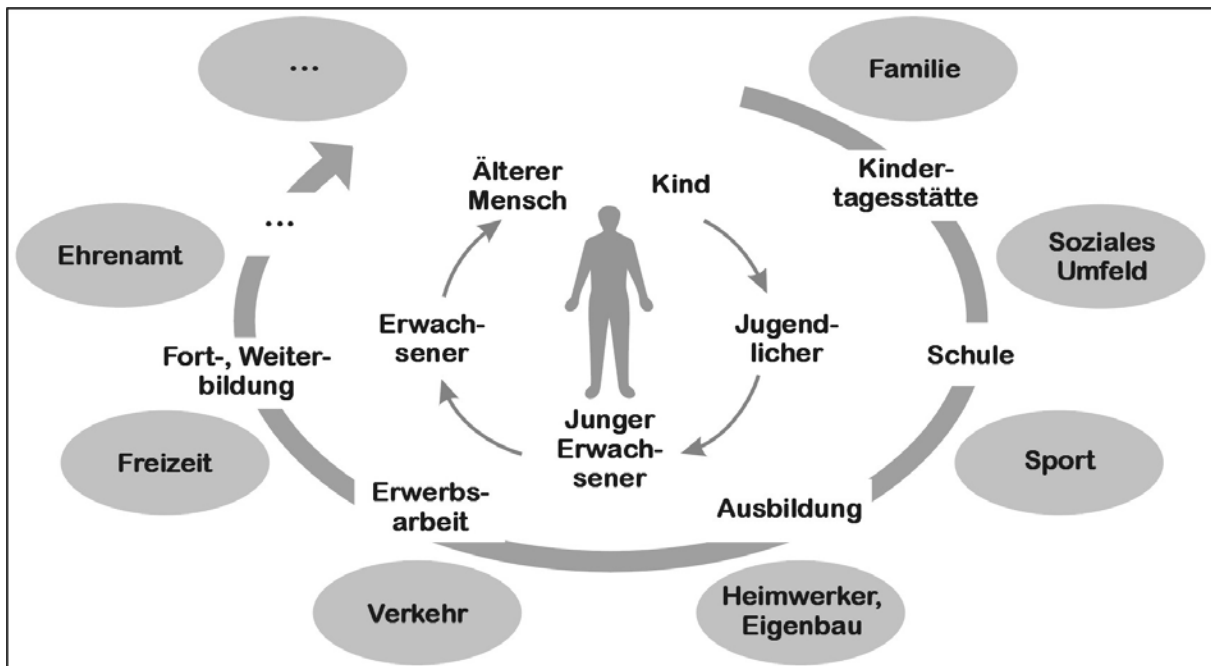 ...
Familie
Älterer
Mensch
Kind
Kinder-
tagesstätte
...
Ehrenamt
Soziales
Umfeld
Erwach-
sener
Jugend-
licher
Fort-, Weiter-
bildung
Schule
Junger
Erwach-
sener
Freizeit
Sport
Erwerbs-
arbeit
Ausbildung
Verkehr
Heimwerker,
Eigenbau